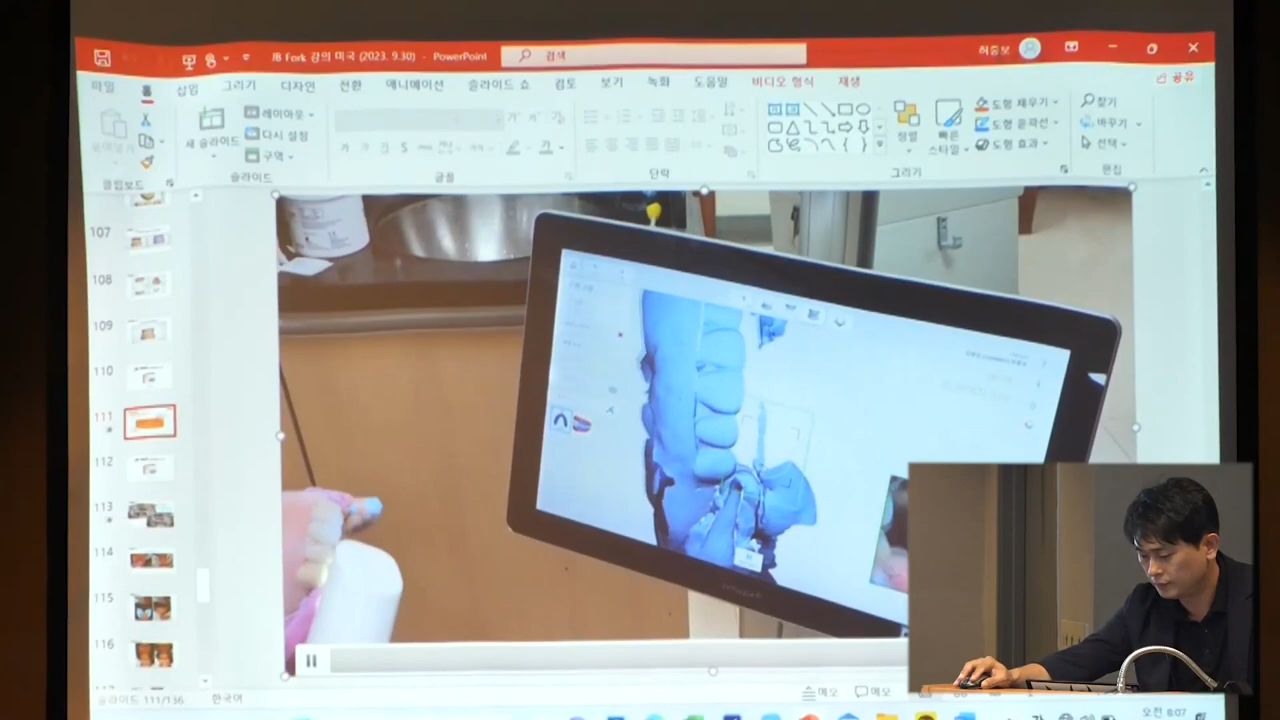 JB Fork 강의 미국 (2023. 9.30) - PowerPoint
검색
허중보
파일
홈
삽입
그리기
디자인
전환
애니메이션
슬라이드 쇼
검토
보기
녹화
도움말
비디오 형식
재생
공유
새 슬라이드
레이아웃
다시 설정
구역
정렬
빠른
스타일
도형 채우기
도형 윤곽선
도형 효과
찾기
바꾸기
선택
클립보드
슬라이드
글꼴
단락
그리기
편집
107
108
109
110
111
112
113
114
115
116
슬라이드 111/136
한국어
메모
메모
오전 8:07